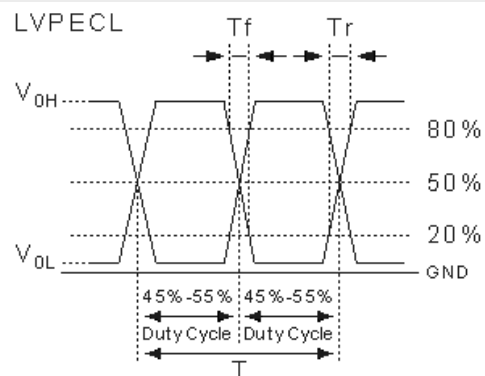 LVPECL
Tf
Tr
VOH
80%
50%
20%
VOL
GND
45%-55%
45%-55%
Duty Cycle
Duty Cycle
T